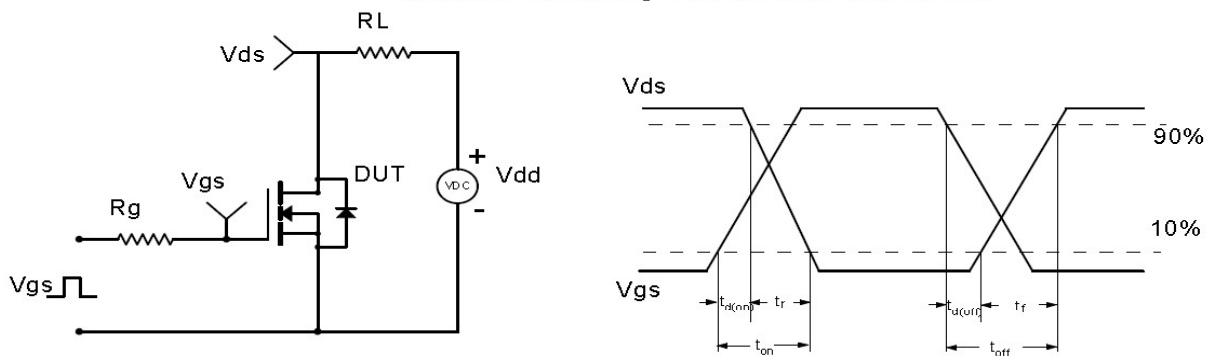 RL
Vds
Vgs
DUT
VDC
+
Vdd
-
Rg
Vgs
Vds
90%
10%
Vgs
td(on)
tr
td(off)
tf
ton
toff